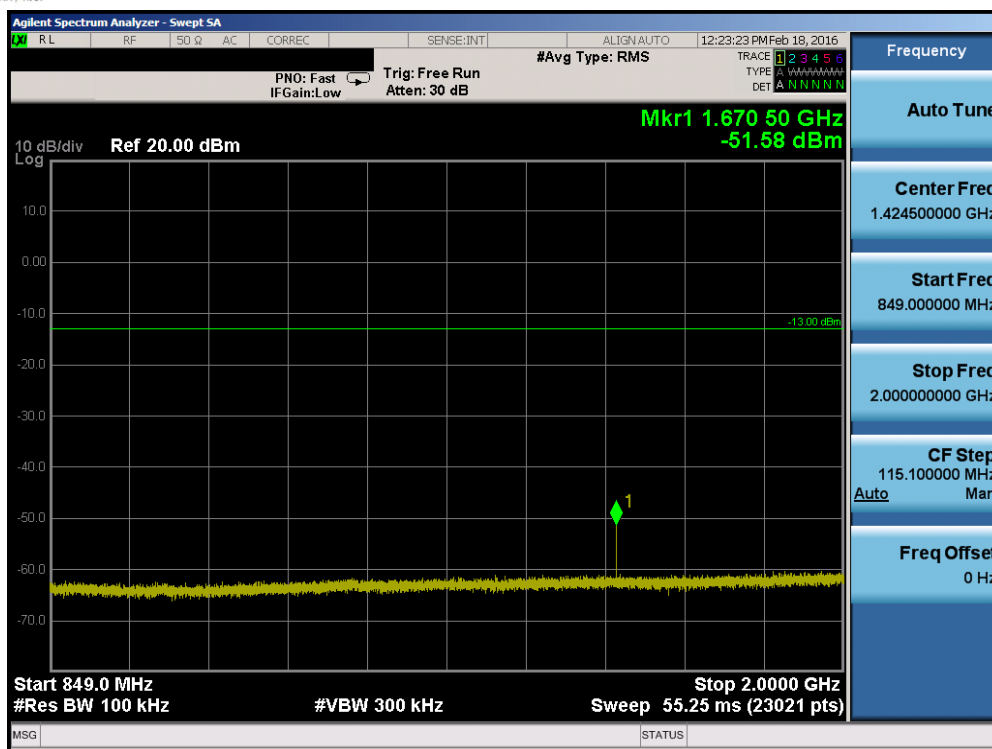 Agilent Spectrum Analyzer - Swept SA
LXI RL RF 50 Ω AC CORREC SENSE:INT ALIGN AUTO 12:23:23 PM Feb 18, 2016
#Avg Type: RMS
TRACE 1 2 3 4 5 6
TYPE A WWWWW
DET A N N N N N
PNO: Fast
IFGain:Low
Trig: Free Run
Atten: 30 dB
Mkr1 1.670 50 GHz
-51.58 dBm
10 dB/div
Log
Ref 20.00 dBm
10.0
0.00
-10.0
-13.00 dBm
-20.0
-30.0
-40.0
1
-50.0
-60.0
-70.0
Start 849.0 MHz
Stop 2.0000 GHz
#Res BW 100 kHz
#VBW 300 kHz
Sweep 55.25 ms (23021 pts)
MSG
STATUS
Frequency
Auto Tune
Center Freq
1.424500000 GHz
Start Freq
849.000000 MHz
Stop Freq
2.000000000 GHz
CF Step
115.100000 MHz
Auto Man
Freq Offset
0 Hz